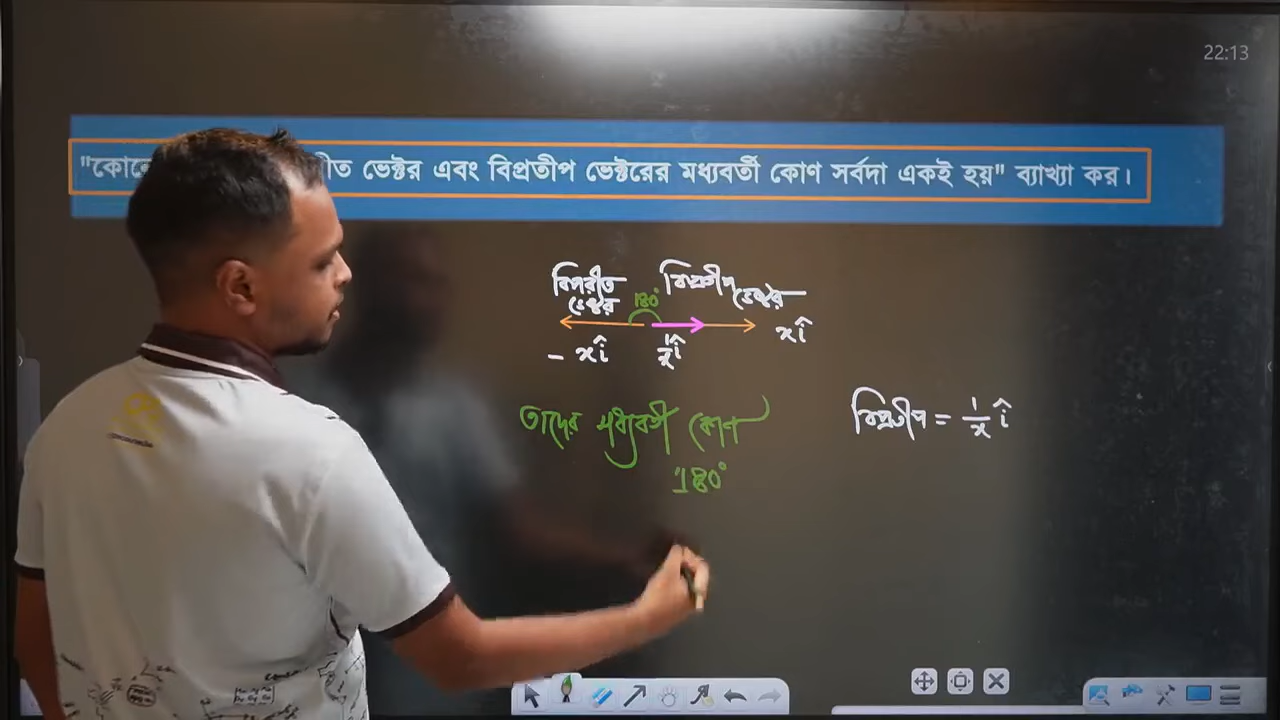 22:13
"কোনো ভেক্টর এবং বিপ্রতীপ ভেক্টরের মধ্যবর্তী কোণ সর্বদা একই হয়" ব্যাখ্যা কর।
বিপরীত ভেক্টর
180°
বিপ্রতীপ ভেক্টর
- xî
1/x î
xî
তাদের মধ্যবর্তী কোণ
180°
বিপ্রতীপ = 1/x î